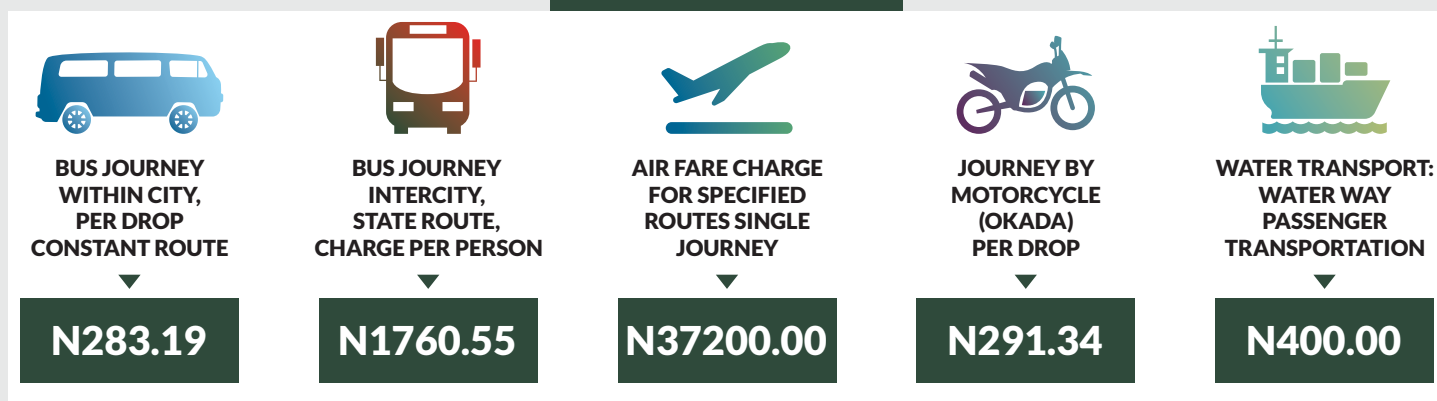 BUS JOURNEY
WITHIN CITY,
PER DROP
CONSTANT ROUTE
N283.19
BUS JOURNEY
INTERCITY,
STATE ROUTE,
CHARGE PER PERSON
N1760.55
AIR FARE CHARGE
FOR SPECIFIED
ROUTES SINGLE
JOURNEY
N37200.00
JOURNEY BY
MOTORCYCLE
(OKADA)
PER DROP
N291.34
WATER TRANSPORT:
WATER WAY
PASSENGER
TRANSPORTATION
N400.00